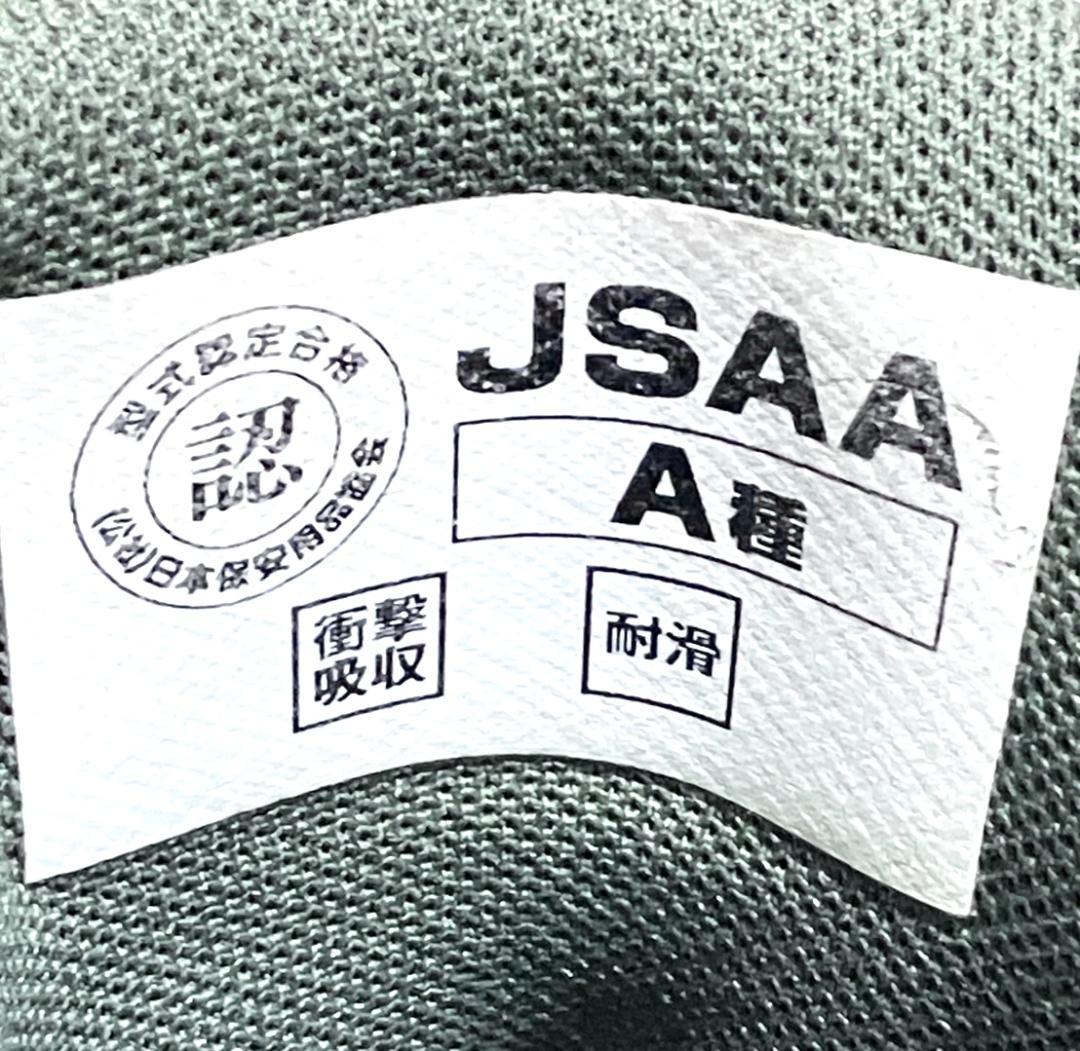 型式認定合格
認
(公社)日本保安用品協会
JSAA
A種
衝撃
吸収
耐滑